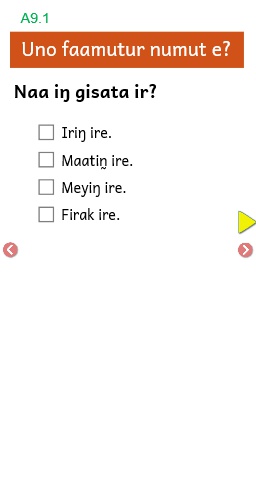 A9.1
Uno faamutur numut e?
Naa iŋ gisata ir?
Iriŋ ire.
Maatiŋ̃ ire.
Meyiŋ ire.
Firak ire.